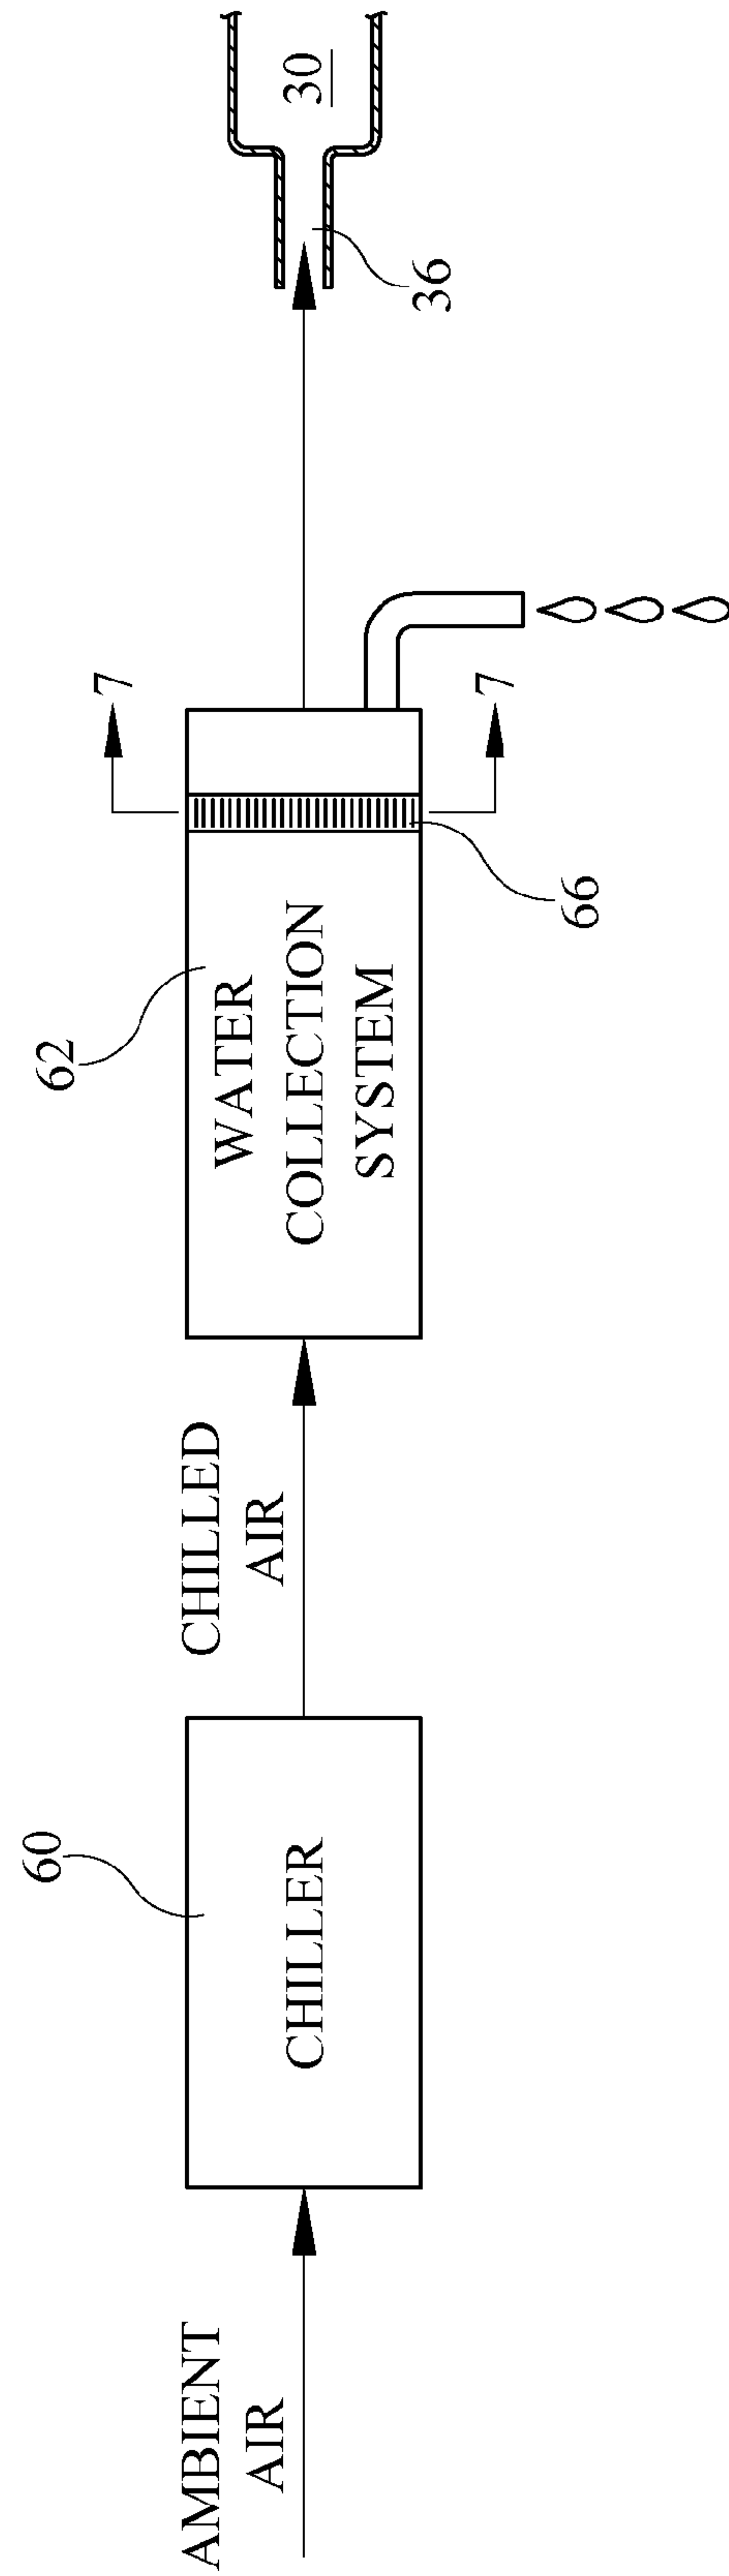 AMBIENT
AIR
60
CHILLER
CHILLED
AIR
62
WATER
COLLECTION
SYSTEM
66
7
7
36
30